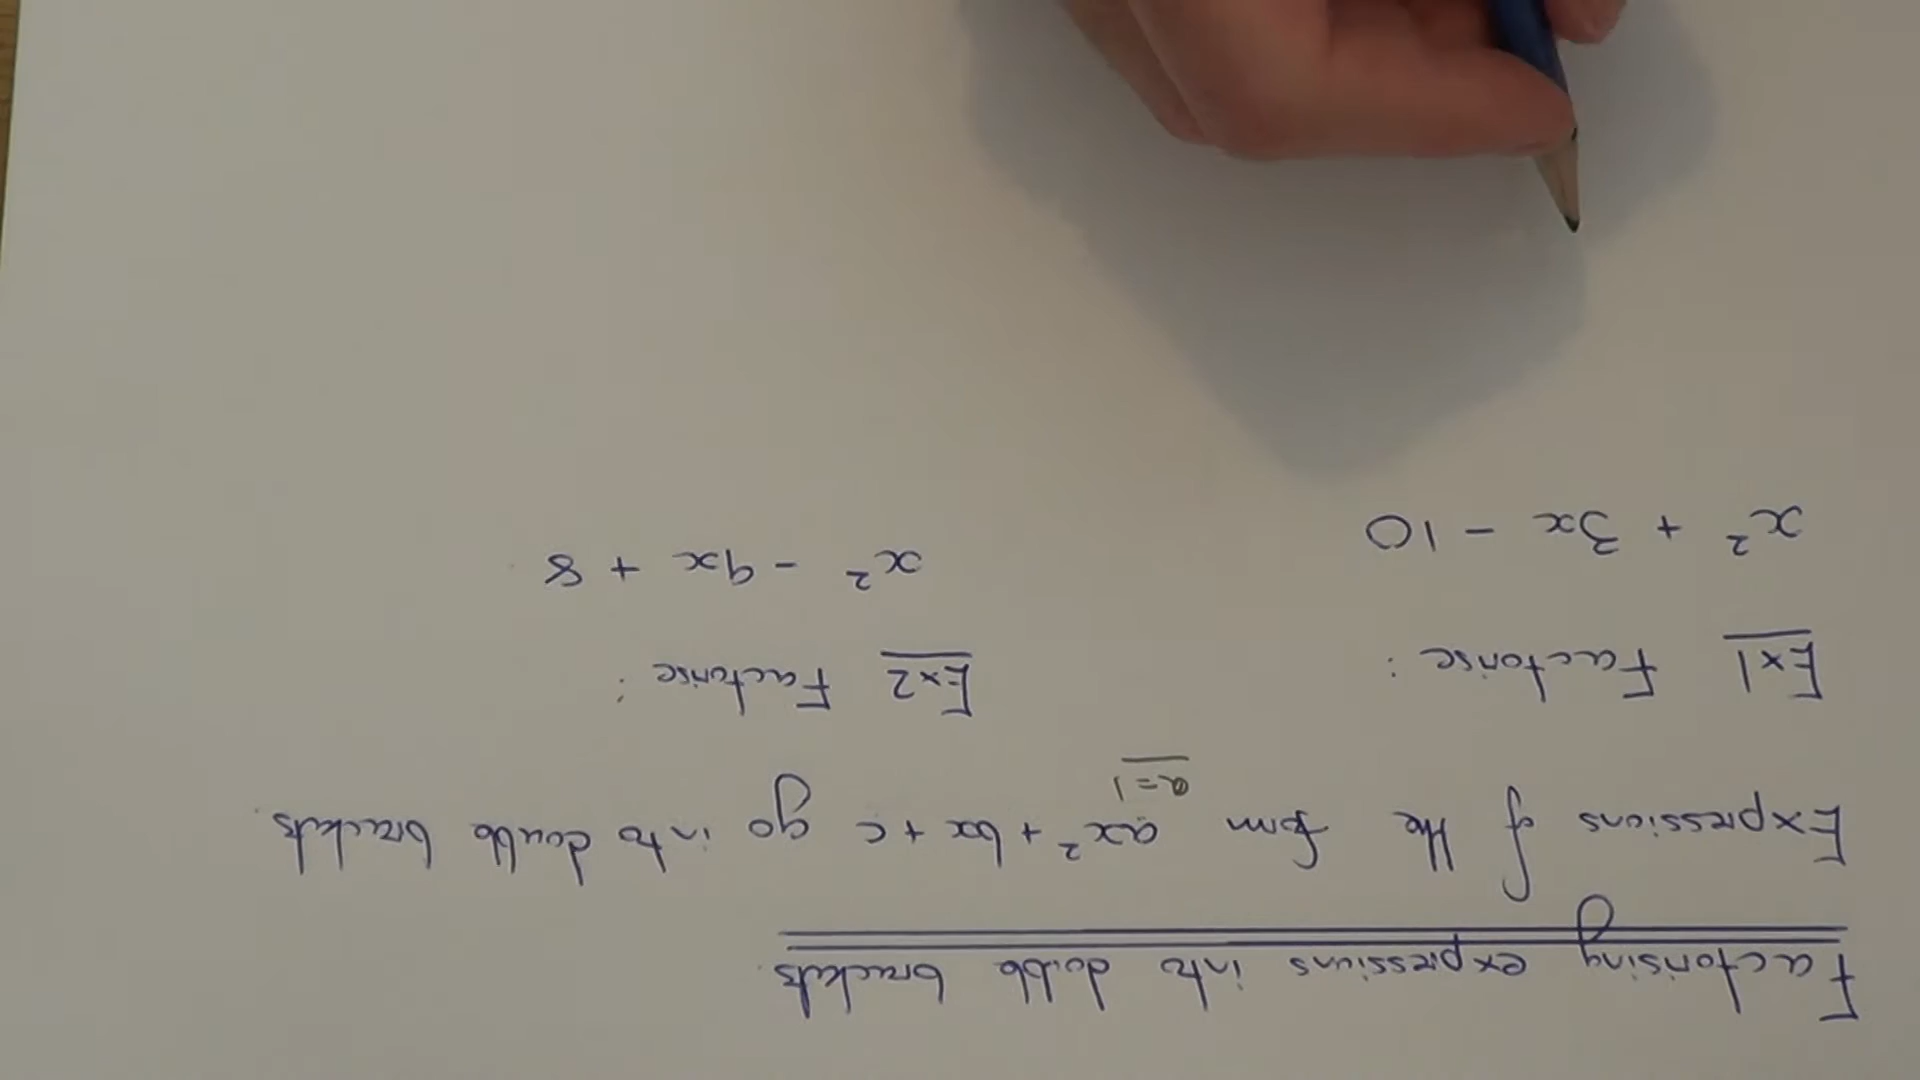 Factorising expressions into double brackets.
Expressions of the form ax² + bx + c go into double brackets.
a=1
Ex1 Factorise :
x² + 3x - 10
Ex2 Factorise :
x² - 9x + 8